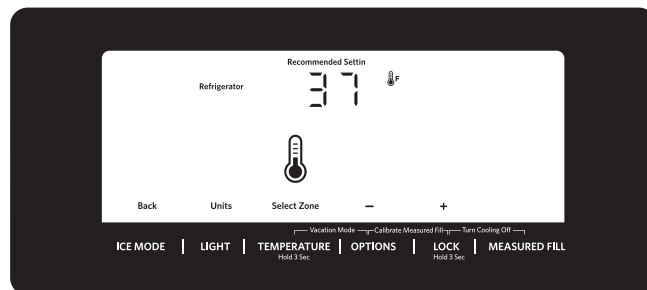 Recommended Settin
Refrigerator 37 F
Back Units Select Zone – +
Vacation Mode Calibrate Measured Fill Turn Cooling Off
ICE MODE LIGHT TEMPERATURE OPTIONS LOCK MEASURED FILL
Hold 3 Sec Hold 3 Sec